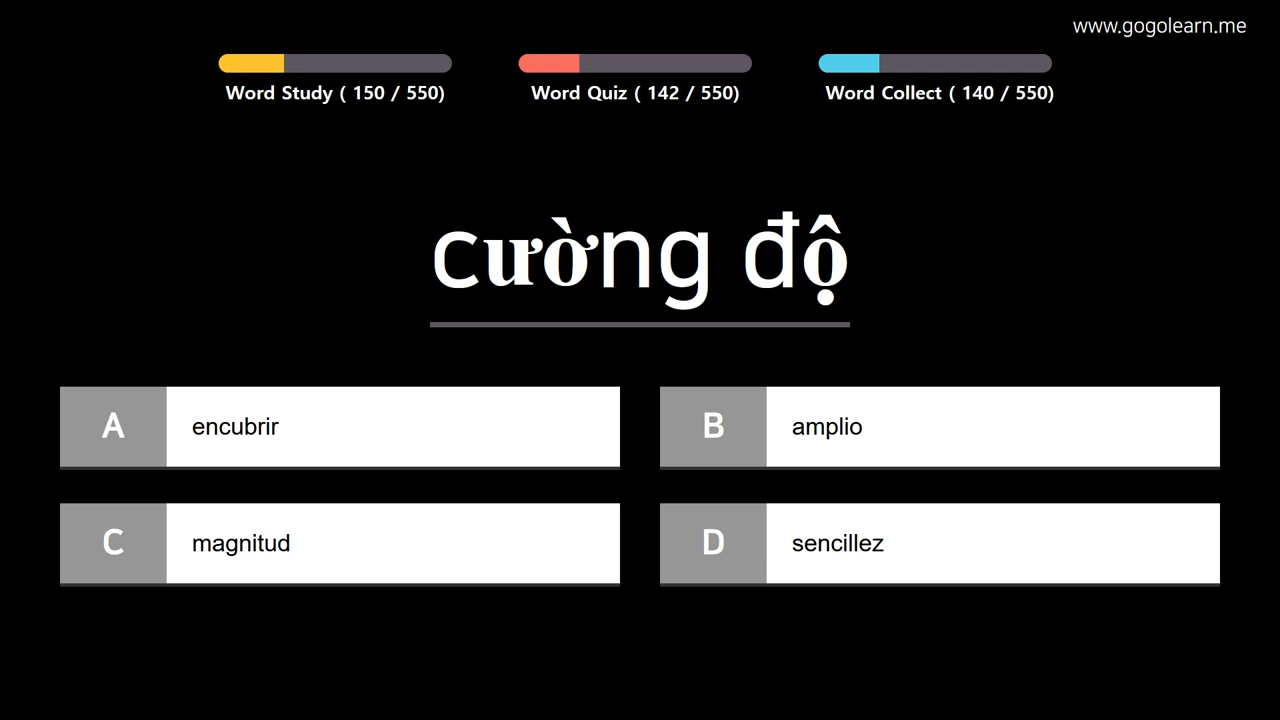 www.gogolearn.me
Word Study ( 150 / 550)
Word Quiz ( 142 / 550)
Word Collect ( 140 / 550)
cường độ
A encubrir
B amplio
C magnitud
D sencillez